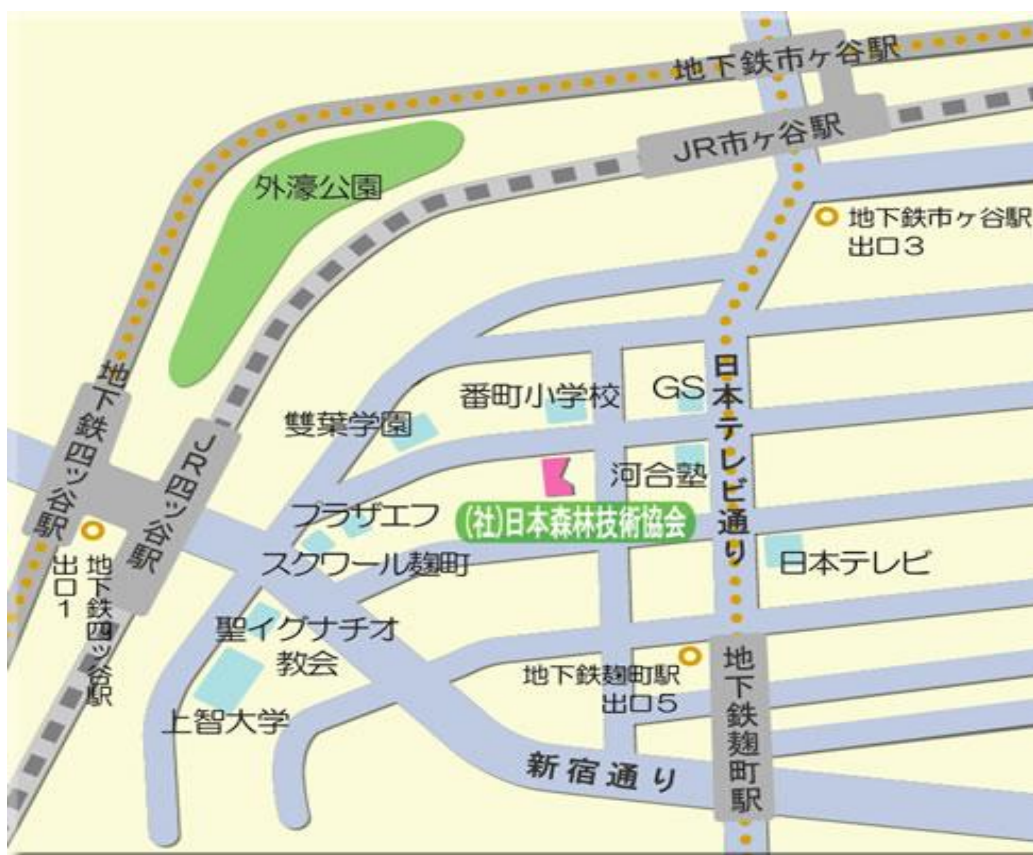 地下鉄市ヶ谷駅
JR市ヶ谷駅
外濠公園
地下鉄市ヶ谷駅
出口3
日本テレビ通り
番町小学校
GS
雙葉学園
河合塾
地下鉄四ッ谷駅
JR四ッ谷駅
プラザエフ
(社)日本森林技術協会
スクワール麹町
日本テレビ
地下鉄四ッ谷駅
出口1
聖イグナチオ
教会
上智大学
地下鉄麹町駅
出口5
地下鉄麹町駅
新宿通り